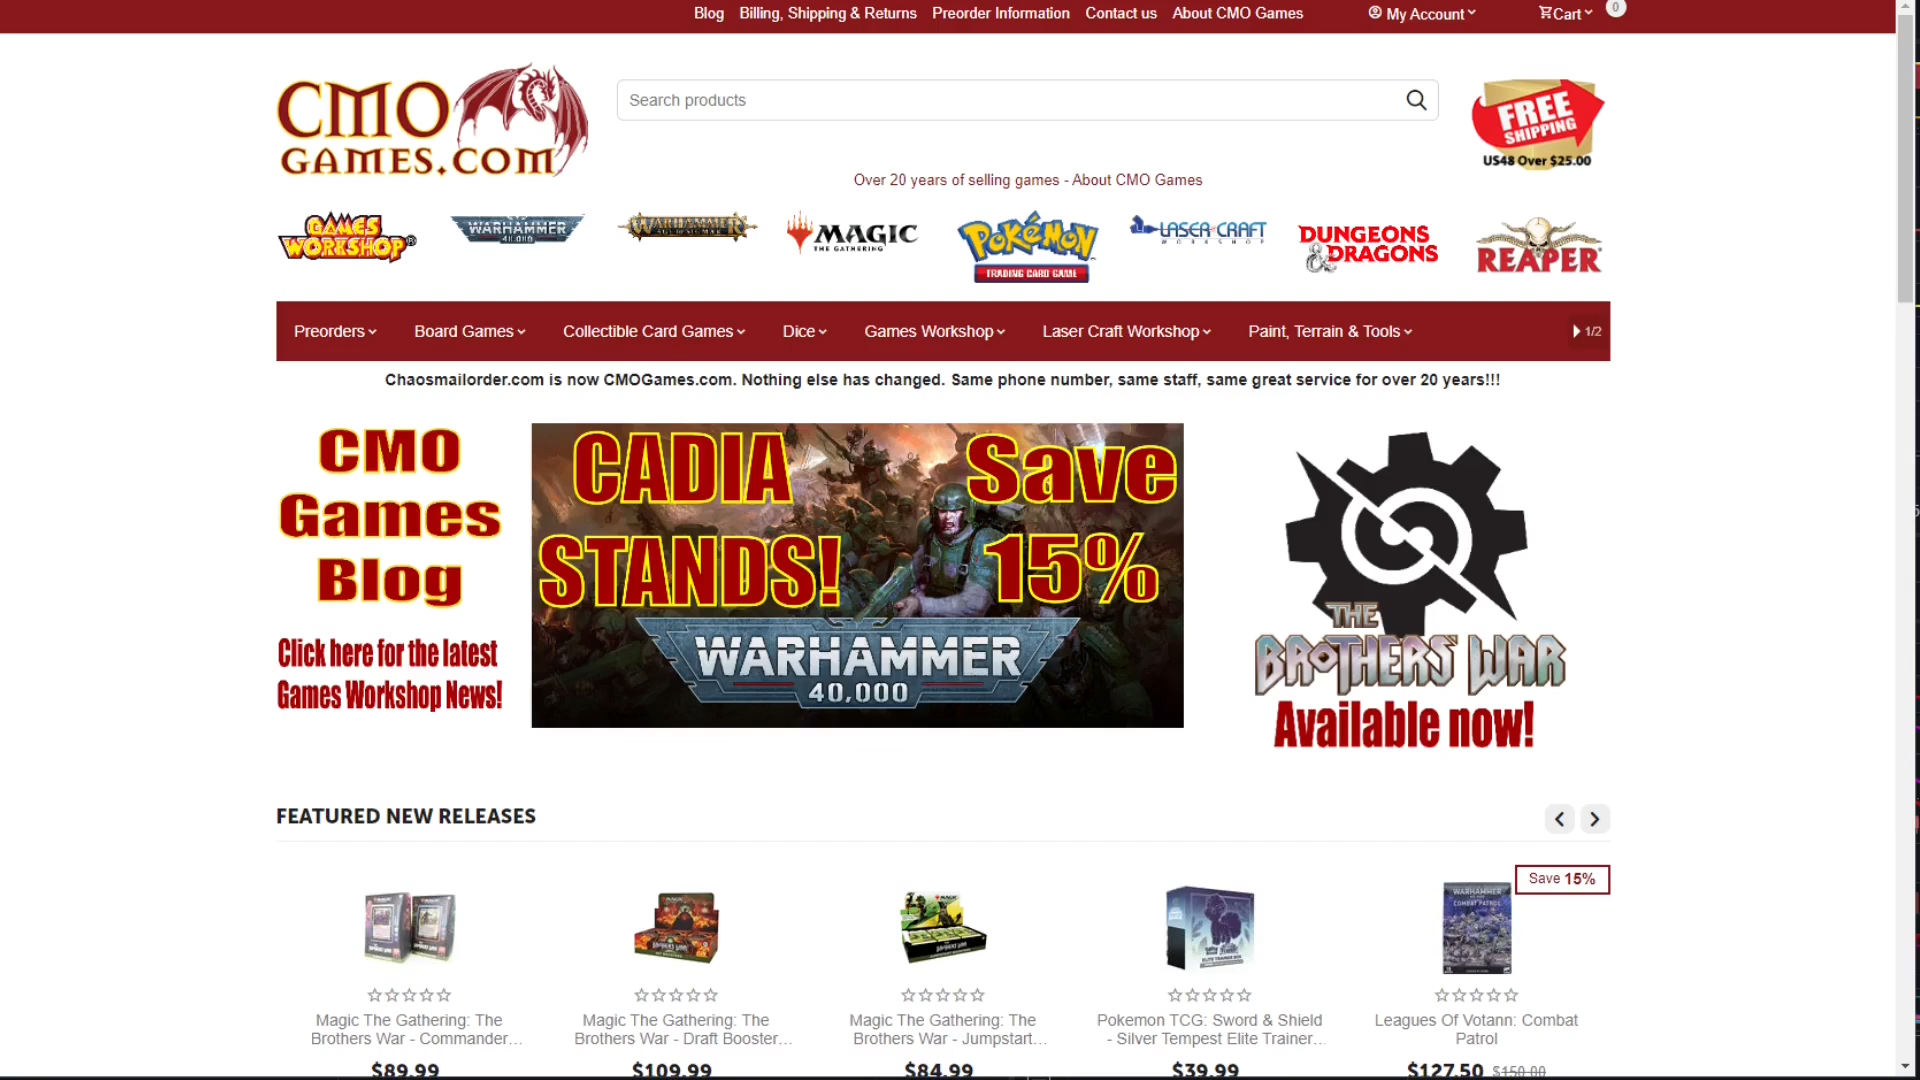 Blog Billing, Shipping & Returns Preorder Information Contact us About CMO Games My Account Cart 0
CMO
GAMES.COM
Search products
FREE
SHIPPING
US48 Over $25.00
Over 20 years of selling games - About CMO Games
GAMES WORKSHOP®
WARHAMMER
40,000
WARHAMMER
MAGIC
THE GATHERING
Pokémon
TRADING CARD GAME
LASER CRAFT
WORKSHOP
DUNGEONS
& DRAGONS
REAPER
Preorders Board Games Collectible Card Games Dice Games Workshop Laser Craft Workshop Paint, Terrain & Tools 1/2
Chaosmailorder.com is now CMOGames.com. Nothing else has changed. Same phone number, same staff, same great service for over 20 years!!!
CMO
Games
Blog
Click here for the latest
Games Workshop News!
CADIA
STANDS!
Save
15%
WARHAMMER
40,000
THE
BROTHERS' WAR
Available now!
FEATURED NEW RELEASES
Save 15%
WARHAMMER
COMBAT PATROL
Magic The Gathering: The
Brothers War - Commander...
$89.99
Magic The Gathering: The
Brothers War - Draft Booster...
$109.99
Magic The Gathering: The
Brothers War - Jumpstart...
$84.99
Pokemon TCG: Sword & Shield
- Silver Tempest Elite Trainer...
$39.99
Leagues Of Votann: Combat
Patrol
$127.50 $150.00